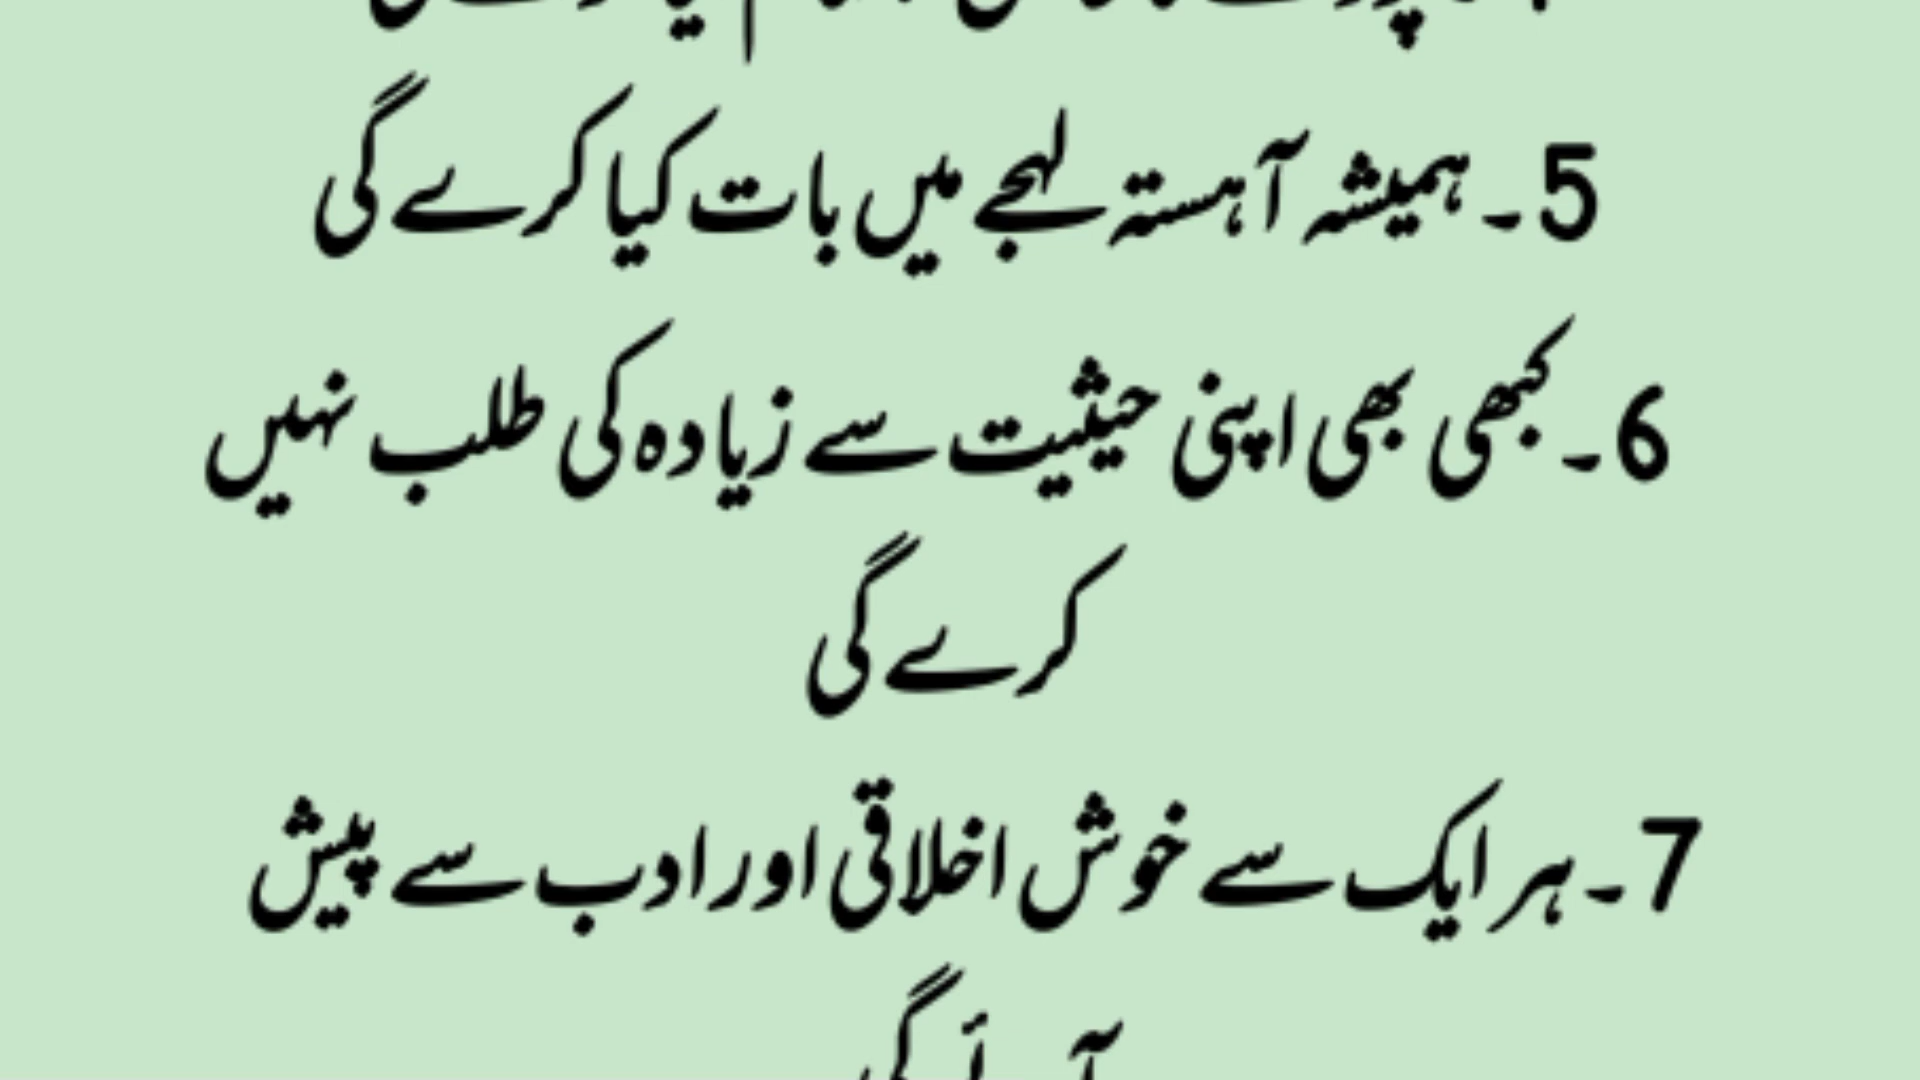 5۔ہمیشہ آہستہ لہجے میں بات کیا کرے گی
6۔کبھی بھی اپنی حیثیت سے زیادہ کی طلب نہیں
کرے گی
7۔ہر ایک سے خوش اخلاقی اور ادب سے پیش